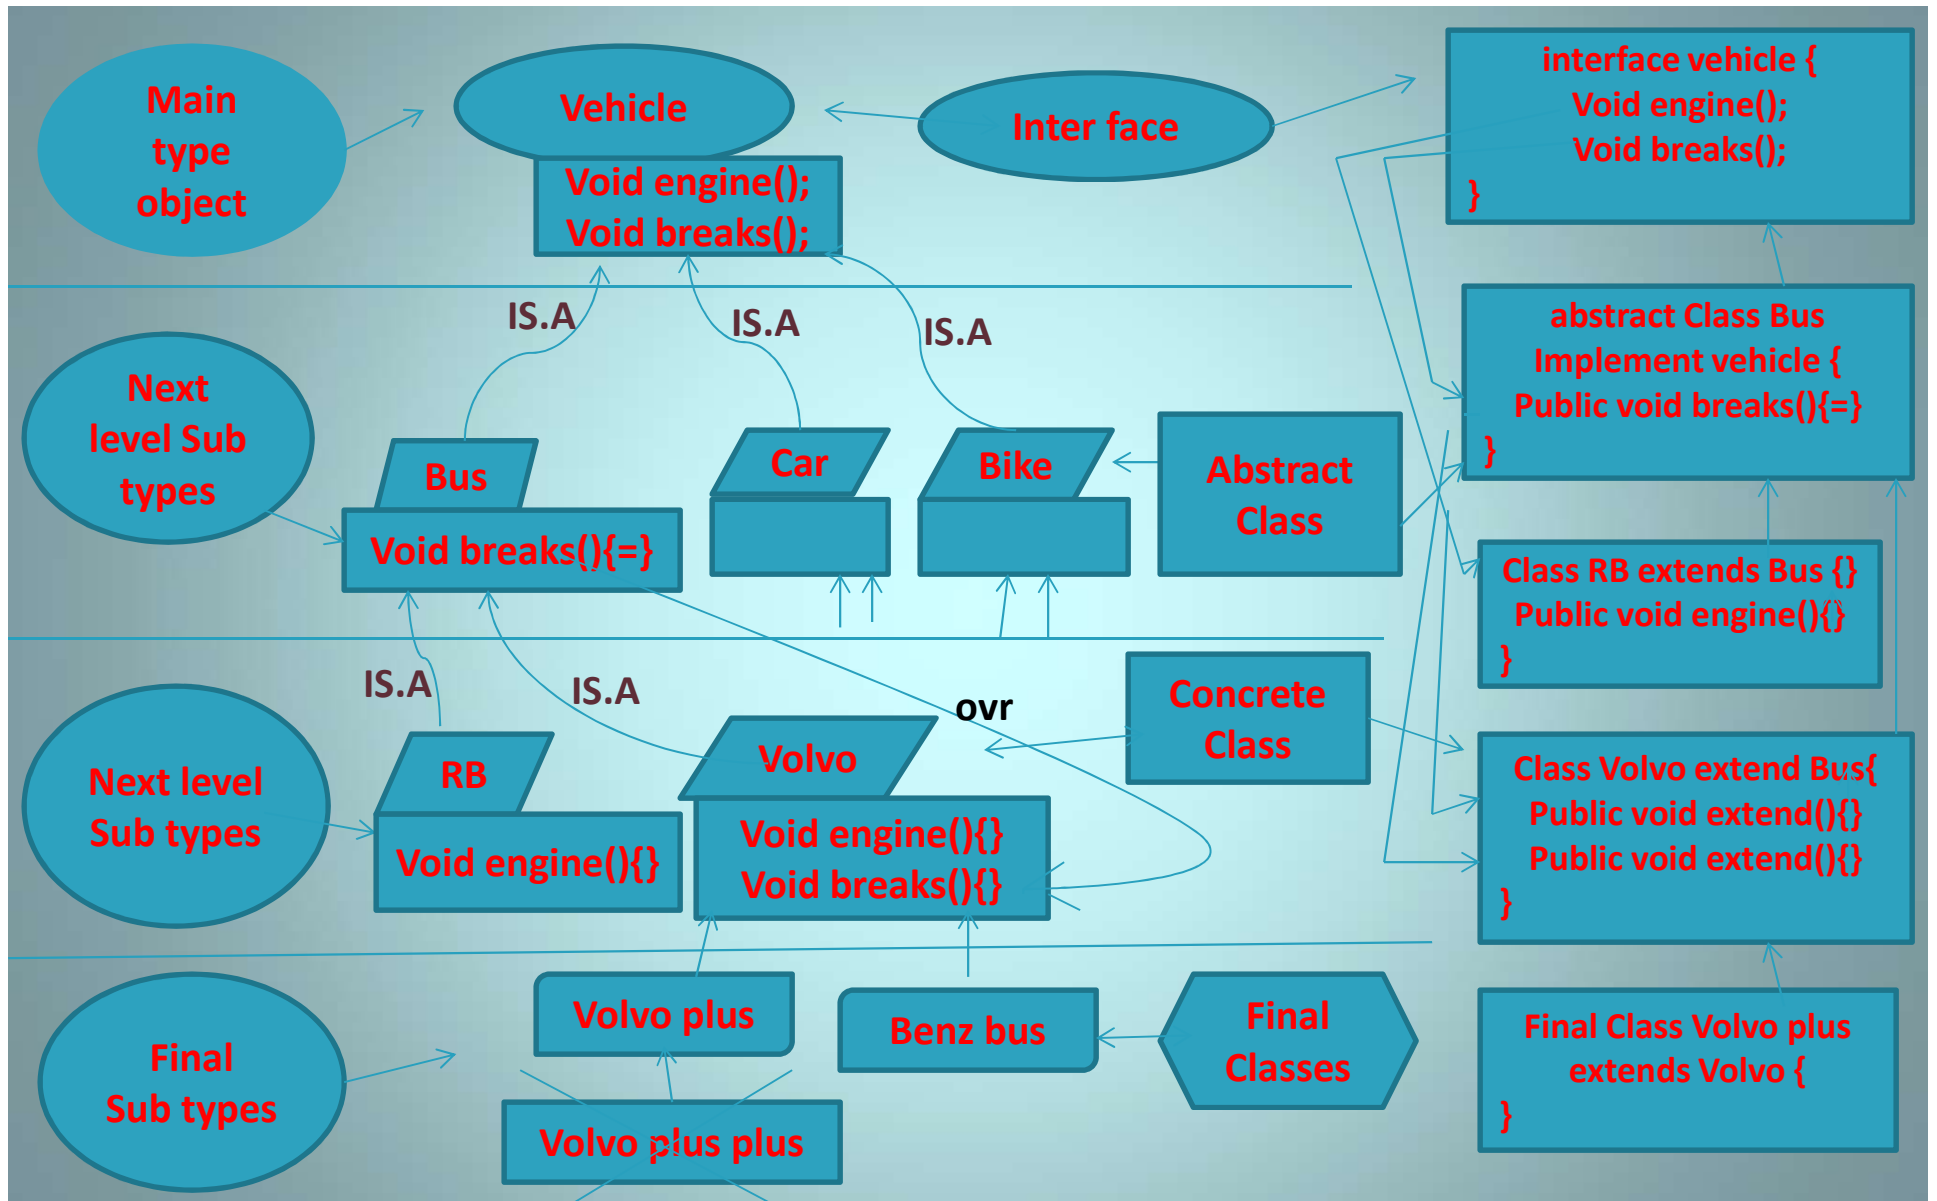 Main
type
object
Vehicle
Void engine();
Void breaks();
Inter face
interface vehicle {
Void engine();
Void breaks();
}
IS.A
IS.A
IS.A
Next
level Sub
types
Bus
Void breaks(){=}
Car
Bike
Abstract
Class
abstract Class Bus
Implement vehicle {
Public void breaks(){=}
}
Class RB extends Bus {}
Public void engine(){}
}
IS.A
IS.A
ovr
Next level
Sub types
RB
Void engine(){}
Volvo
Void engine(){}
Void breaks(){}
Concrete
Class
Class Volvo extend Bus{
Public void extend(){}
Public void extend(){}
}
Final
Sub types
Volvo plus
Benz bus
Final
Classes
Volvo plus plus
Final Class Volvo plus
extends Volvo {
}